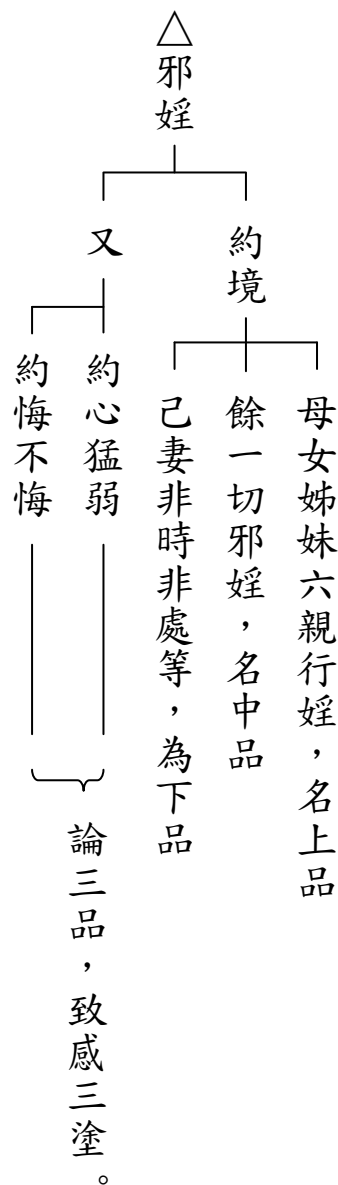 △邪婬
約境
母女姊妹六親行婬，名上品
餘一切邪婬，名中品
己妻非時非處等，為下品
又
約心猛弱
約悔不悔
論三品，致感三塗。